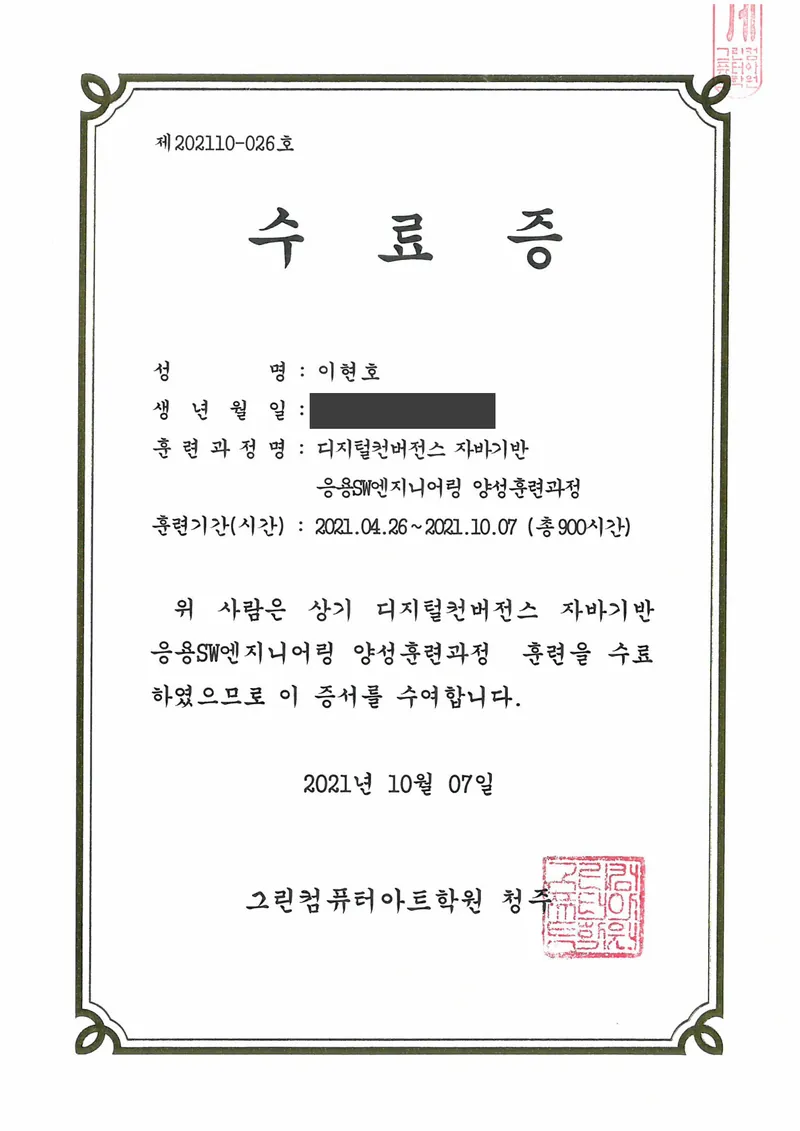 제202110-026호
수 료 증
성 명 : 이현호
생 년 월 일 :
훈 련 과 정 명 : 디지털컨버전스 자바기반
응용SW엔지니어링 양성훈련과정
훈련기간(시간) : 2021.04.26~2021.10.07 (총900시간)
위 사람은 상기 디지털컨버전스 자바기반
응용SW엔지니어링 양성훈련과정 훈련을 수료
하였으므로 이 증서를 수여합니다.
2021년 10월 07일
그린컴퓨터아트학원 청주